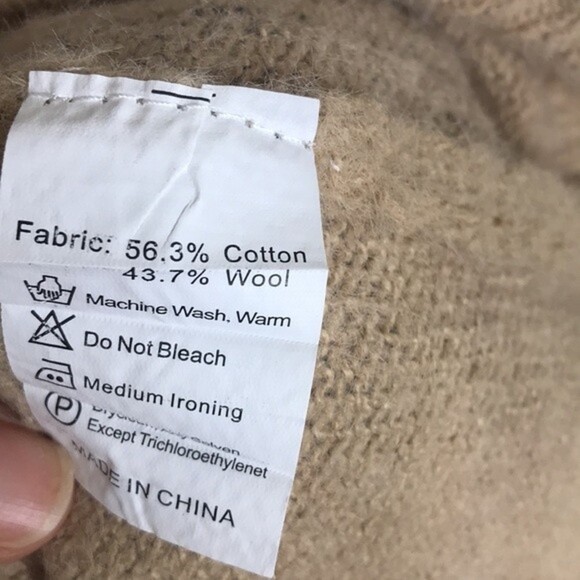 Fabric: 56.3% Cotton
43.7% Wool
Machine Wash, Warm
Do Not Bleach
Medium Ironing
P
Except Trichloroethylenet
MADE IN CHINA